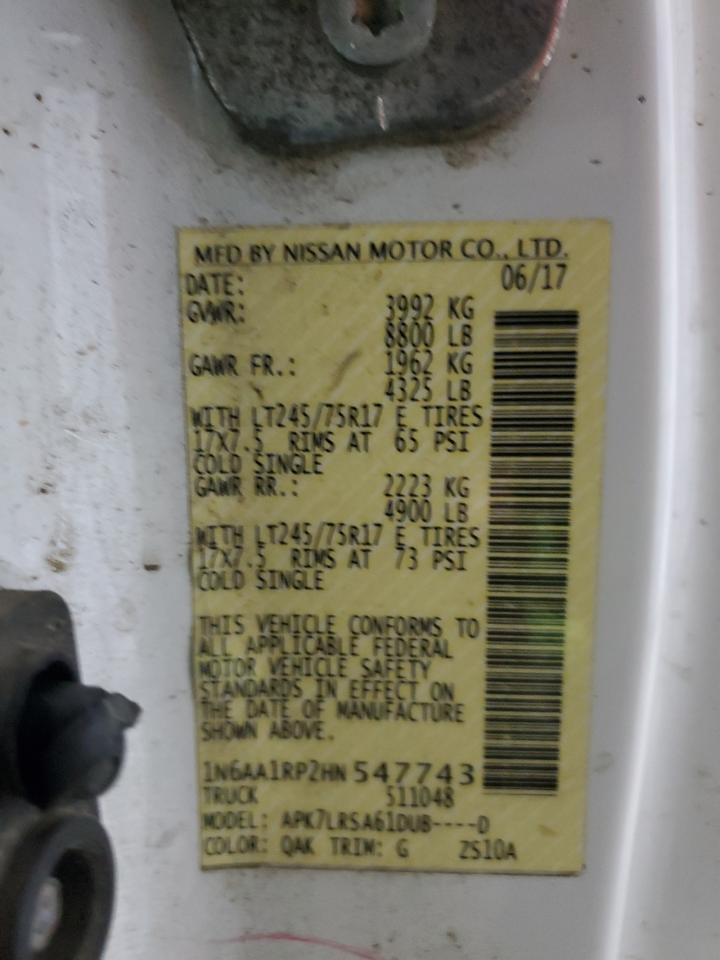 MFD BY NISSAN MOTOR CO., LTD.
DATE: 06/17
GVWR: 3992 KG
8800 LB
GAWR FR.: 1962 KG
4325 LB
WITH LT245/75R17 E TIRES
17X7.5 RIMS AT 65 PSI
COLD SINGLE
GAWR RR.: 2223 KG
4900 LB
WITH LT245/75R17 E TIRES
17X7.5 RIMS AT 73 PSI
COLD SINGLE
THIS VEHICLE CONFORMS TO
ALL APPLICABLE FEDERAL
MOTOR VEHICLE SAFETY
STANDARDS IN EFFECT ON
THE DATE OF MANUFACTURE
SHOWN ABOVE.
1N6AA1RP2HN 547743
TRUCK 511048
MODEL: APK7LRSA61DUB----D
COLOR: QAK TRIM: G ZS10A